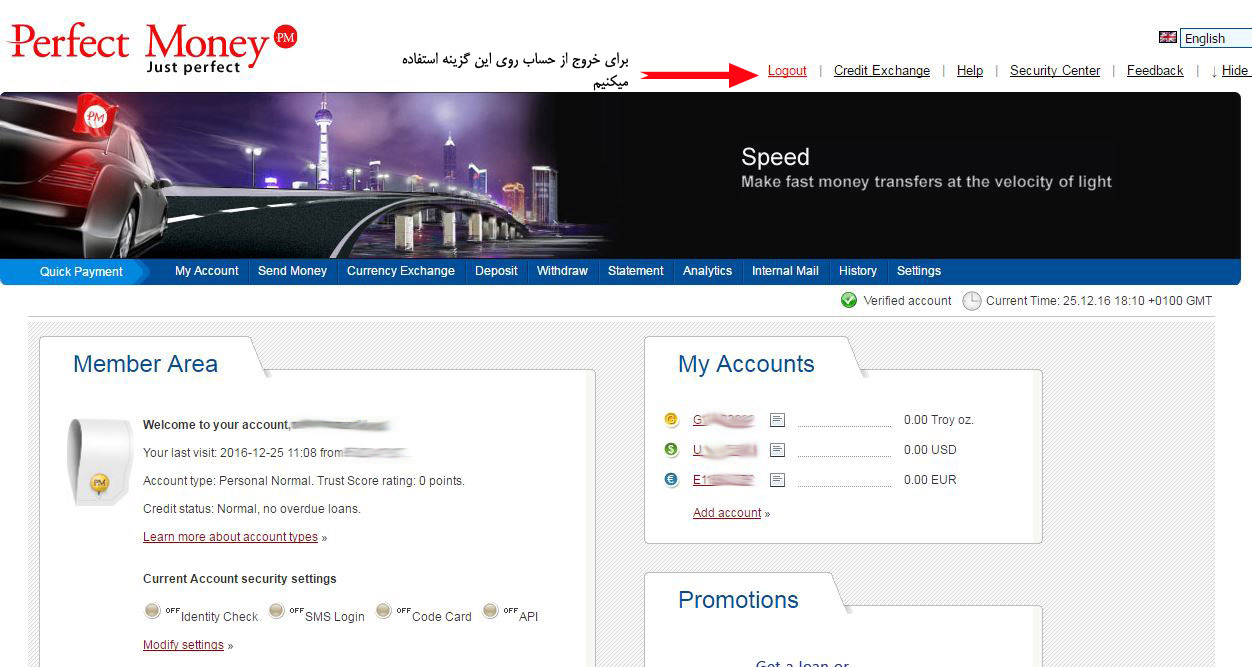 Perfect Money PM
Just perfect
English
برای خروج از حساب روی این گزینه استفاده
میکنیم
Logout | Credit Exchange | Help | Security Center | Feedback | ↓ Hide
PM
Speed
Make fast money transfers at the velocity of light
Quick Payment My Account Send Money Currency Exchange Deposit Withdraw Statement Analytics Internal Mail History Settings
Verified account Current Time: 25.12.16 18:10 +0100 GMT
Member Area
Welcome to your account,
Your last visit: 2016-12-25 11:08 from
PM
Account type: Personal Normal. Trust Score rating: 0 points.
Credit status: Normal, no overdue loans.
Learn more about account types »
Current Account security settings
OFF Identity Check OFF SMS Login OFF Code Card OFF API
Modify settings »
My Accounts
G 0.00 Troy oz.
$ U 0.00 USD
€ E1 0.00 EUR
Add account »
Promotions
Get a loan or